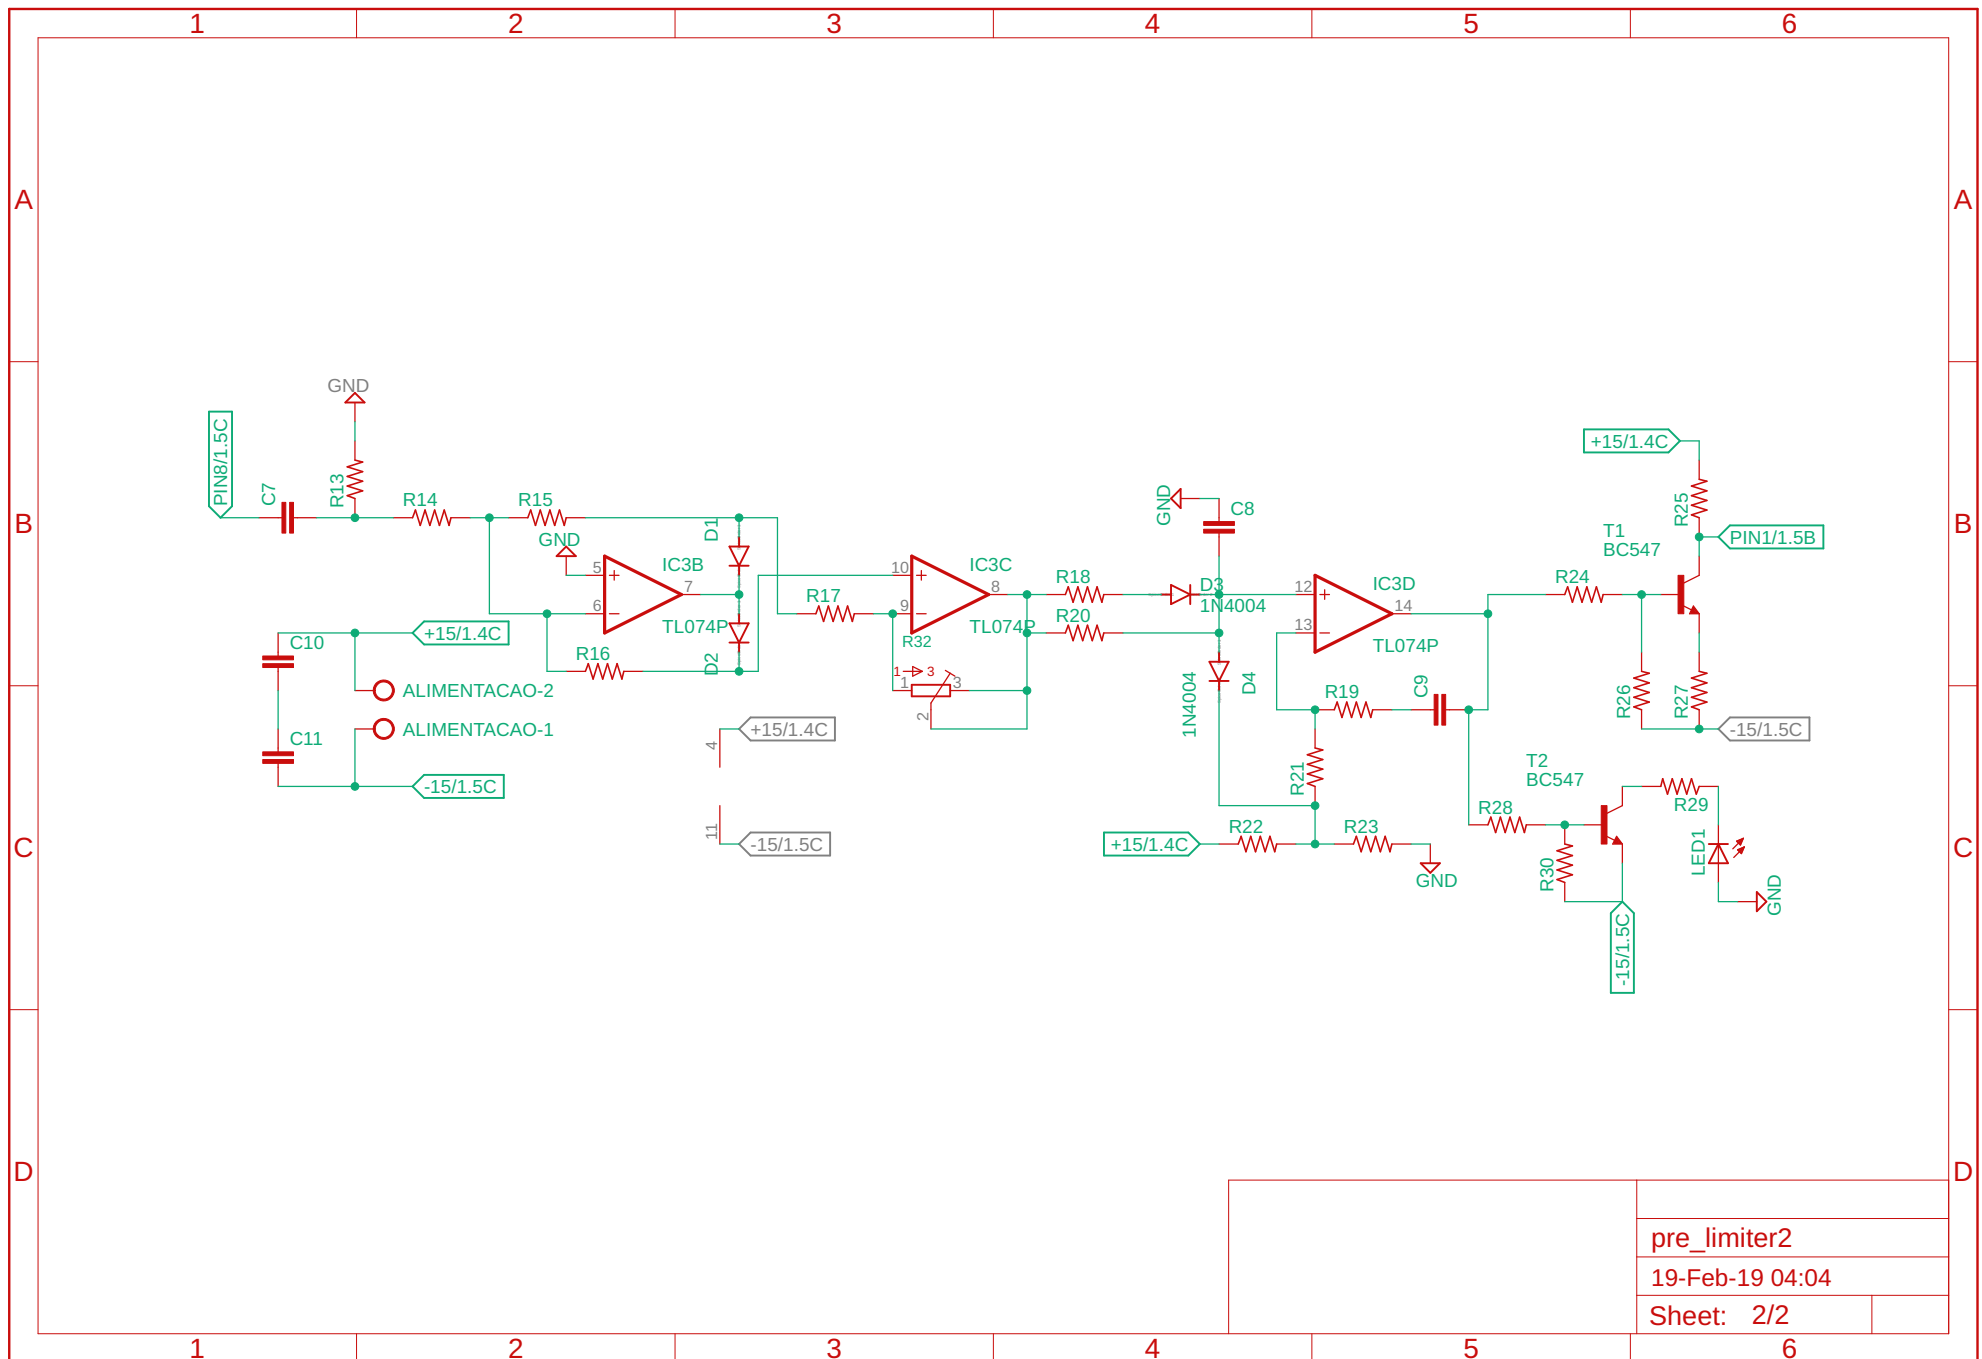 1 2 3 4 5 6
A A
GND
PIN8/1.5C
C7
R13
R14
R15
GND
D1
5
6
IC3B
7
TL074P
R16
D2
10
9
IC3C
8
TL074P
R17
R32
1 3
1
3
2
R18
R20
GND
C8
D3
1N4004
12
13
IC3D
14
TL074P
1N4004
D4
R19
C9
R21
+15/1.4C
R25
T1
BC547
PIN1/1.5B
R24
R26
R27
-15/1.5C
B B
C10
+15/1.4C
ALIMENTACAO-2
ALIMENTACAO-1
C11
-15/1.5C
4
+15/1.4C
11
-15/1.5C
+15/1.4C
R22
R23
GND
T2
BC547
R28
R29
R30
LED1
GND
-15/1.5C
C C
D D
pre_limiter2
19-Feb-19 04:04
Sheet: 2/2
1 2 3 4 5 6